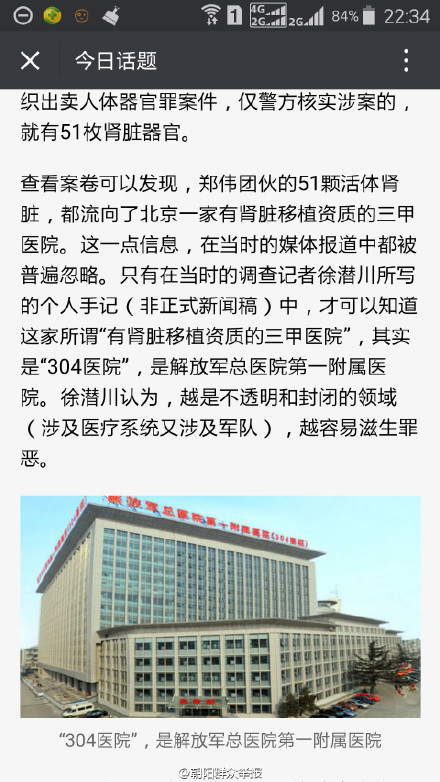 4G
2G
1
2G
84%
22:34
今日话题
织出卖人体器官罪案件，仅警方核实涉案的，
就有51枚肾脏器官。
查看案卷可以发现，郑伟团伙的51颗活体肾
脏，都流向了北京一家有肾脏移植资质的三甲
医院。这一点信息，在当时的媒体报道中都被
普遍忽略。只有在当时的调查记者徐潜川所写
的个人手记（非正式新闻稿）中，才可以知道
这家所谓“有肾脏移植资质的三甲医院”，其实
是“304医院”，是解放军总医院第一附属医
院。徐潜川认为，越是不透明和封闭的领域
（涉及医疗系统又涉及军队），越容易滋生罪
恶。
解放军总医院第一附属医院(304医院)
“304医院”，是解放军总医院第一附属医院
@朝阳群众举报